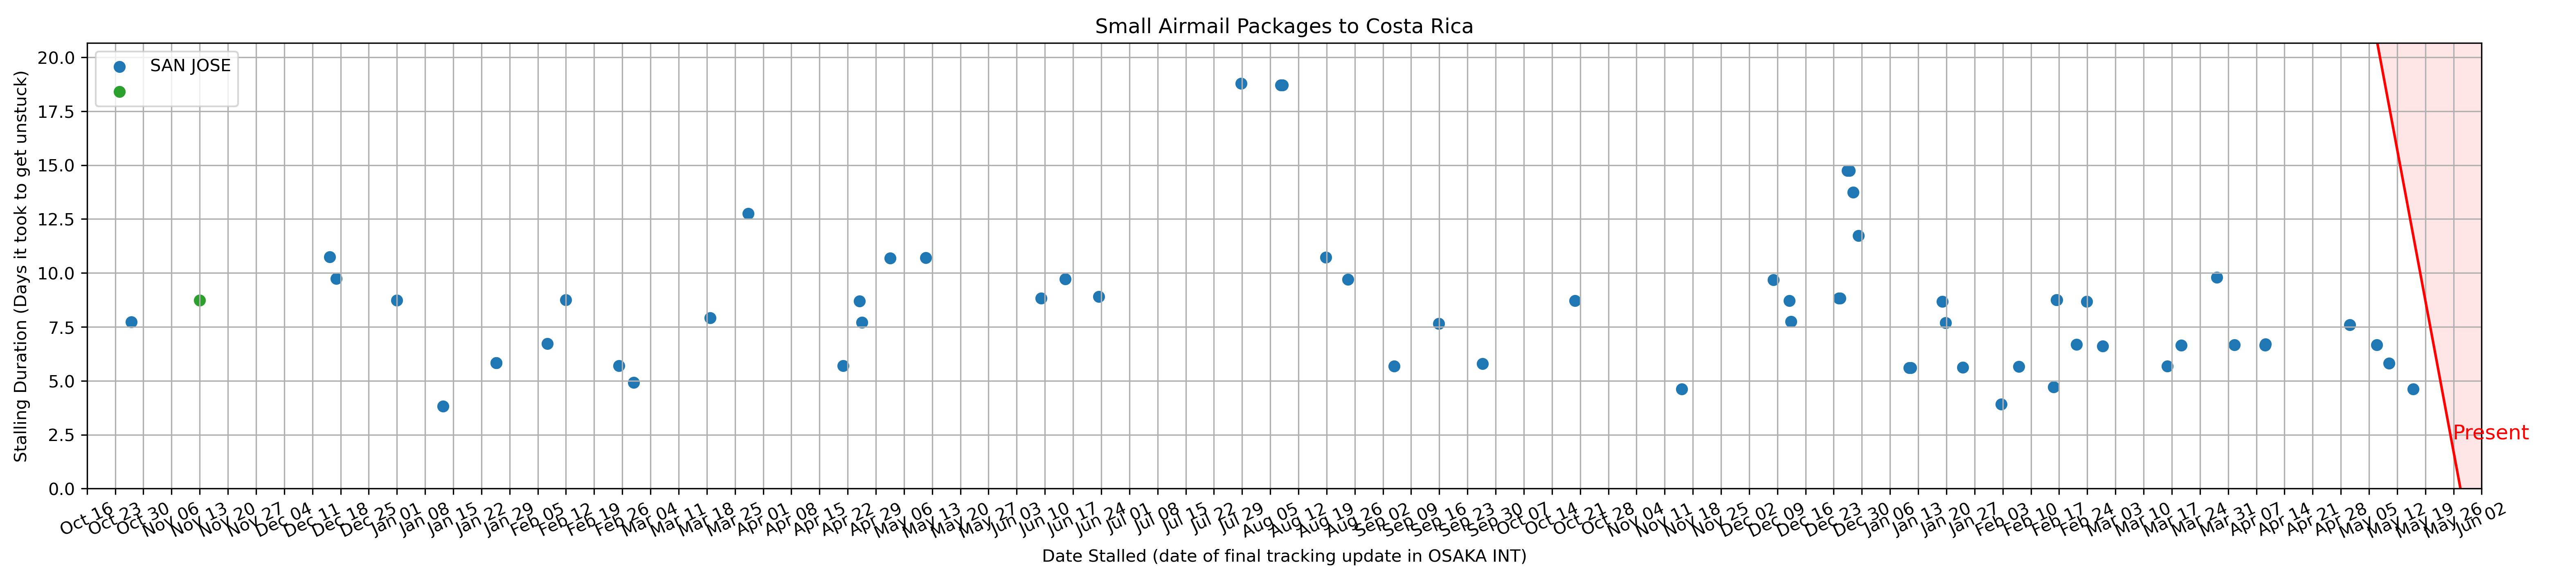 Small Airmail Packages to Costa Rica
Stalling Duration (Days it took to get unstuck)
20.0
17.5
15.0
12.5
10.0
7.5
5.0
2.5
0.0
SAN JOSE
Present
Oct 16
Oct 23
Oct 30
Nov 06
Nov 13
Nov 20
Nov 27
Dec 04
Dec 11
Dec 18
Dec 25
Jan 01
Jan 08
Jan 15
Jan 22
Jan 29
Feb 05
Feb 12
Feb 19
Feb 26
Mar 04
Mar 11
Mar 18
Mar 25
Apr 01
Apr 08
Apr 15
Apr 22
Apr 29
May 06
May 13
May 20
May 27
Jun 03
Jun 10
Jun 17
Jun 24
Jul 01
Jul 08
Jul 15
Jul 22
Jul 29
Aug 05
Aug 12
Aug 19
Aug 26
Sep 02
Sep 09
Sep 16
Sep 23
Sep 30
Oct 07
Oct 14
Oct 21
Oct 28
Nov 04
Nov 11
Nov 18
Nov 25
Dec 02
Dec 09
Dec 16
Dec 23
Dec 30
Jan 06
Jan 13
Jan 20
Jan 27
Feb 03
Feb 10
Feb 17
Feb 24
Mar 03
Mar 10
Mar 17
Mar 24
Mar 31
Apr 07
Apr 14
Apr 21
Apr 28
May 05
May 12
May 19
May 26
Jun 02
Date Stalled (date of final tracking update in OSAKA INT)